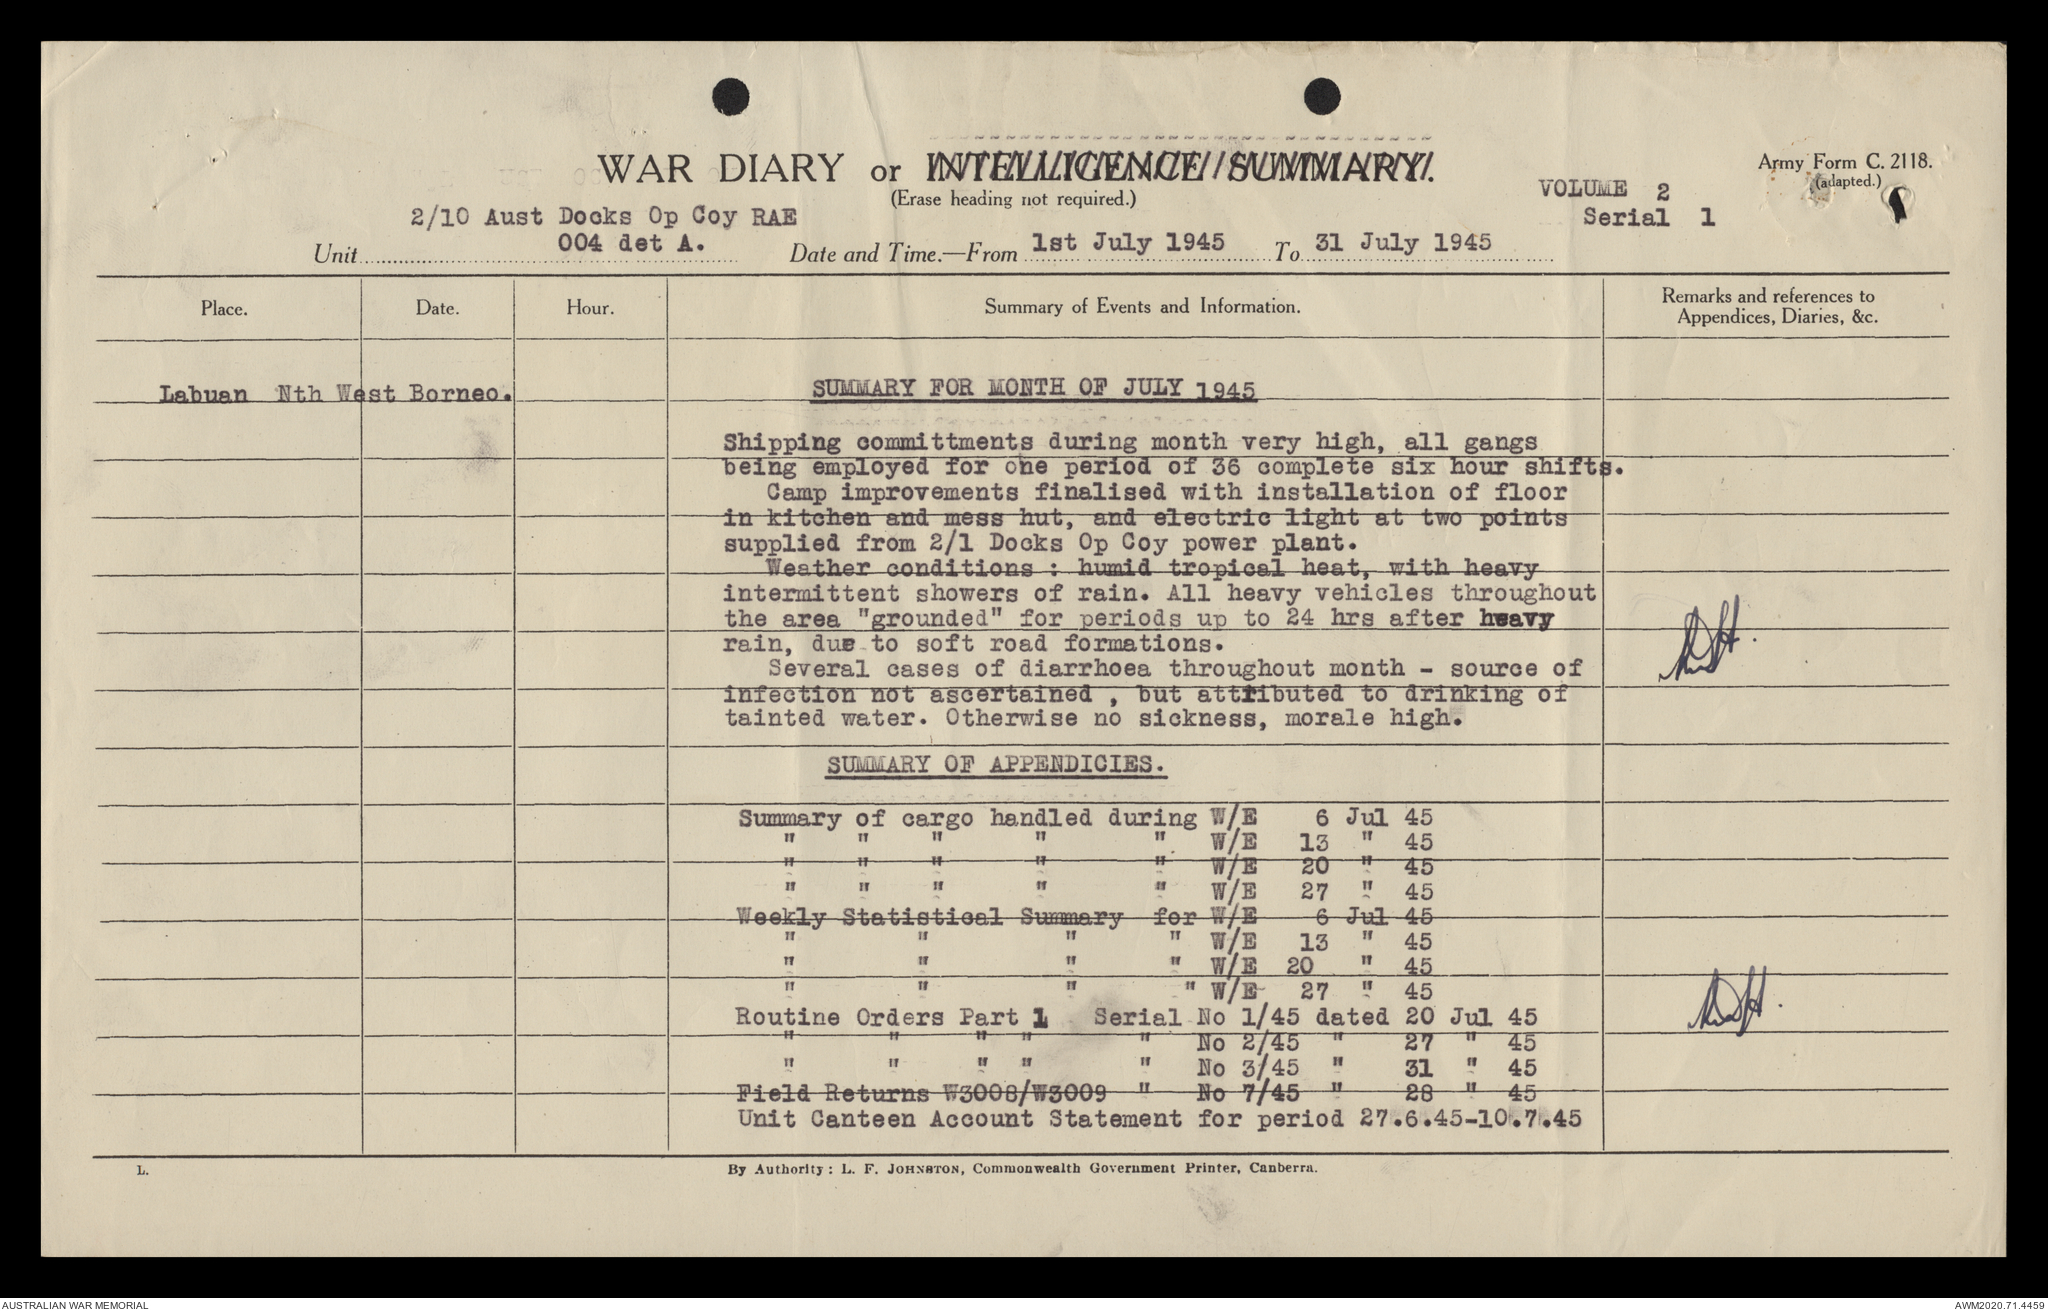 WAR DIARY or INTELLIGENCE SUMMARY.
(Erase heading not required.)
Army Form C. 2118.
(adapted.)
VOLUME 2
Serial 1
2/10 Aust Docks Op Coy RAE
Unit 004 det A. Date and Time.—From 1st July 1945 To 31 July 1945
Place. Date. Hour. Summary of Events and Information. Remarks and references to
Appendices, Diaries, &c.
Labuan Nth West Borneo. SUMMARY FOR MONTH OF JULY 1945
Shipping committments during month very high, all gangs
being employed for one period of 36 complete six hour shifts.
Camp improvements finalised with installation of floor
in kitchen and mess hut, and electric light at two points
supplied from 2/1 Docks Op Coy power plant.
Weather conditions : humid tropical heat, with heavy
intermittent showers of rain. All heavy vehicles throughout
the area "grounded" for periods up to 24 hrs after heavy
rain, due to soft road formations.
Several cases of diarrhoea throughout month - source of
infection not ascertained , but attributed to drinking of
tainted water. Otherwise no sickness, morale high.
SUMMARY OF APPENDICIES.
Summary of cargo handled during W/E 6 Jul 45
" " " " " W/E 13 " 45
" " " " " W/E 20 " 45
" " " " " W/E 27 " 45
Weekly Statistical Summary for W/E 6 Jul 45
" " " " W/E 13 " 45
" " " " W/E 20 " 45
" " " " W/E 27 " 45
Routine Orders Part 1 Serial No 1/45 dated 20 Jul 45
" " " " " No 2/45 " 27 " 45
" " " " " No 3/45 " 31 " 45
Field Returns W3008/W3009 " No 7/45 " 28 " 45
Unit Canteen Account Statement for period 27.6.45-10.7.45
L. By Authority: L. F. JOHNSTON, Commonwealth Government Printer, Canberra.
AUSTRALIAN WAR MEMORIAL AWM2020.71.4459